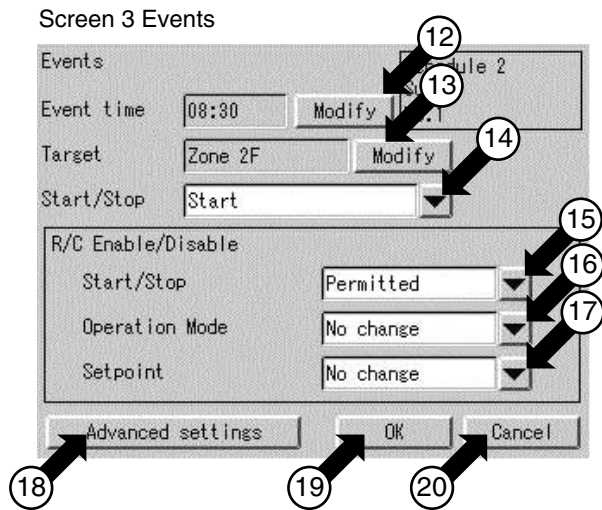 Screen 3 Events
12
Events
dule 2
13
Event time 08:30 Modify
14
Target Zone 2F Modify
Start/Stop Start
15
R/C Enable/Disable
Start/Stop Permitted
16
Operation Mode No change
17
Setpoint No change
Advanced settings OK Cancel
18 19 20